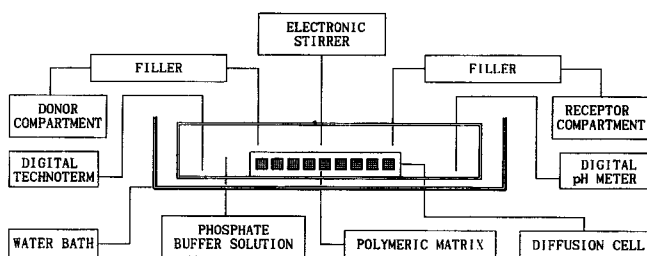 ELECTRONIC
STIRRER
FILLER
FILLER
DONOR
COMPARTMENT
RECEPTOR
COMPARTMENT
DIGITAL
TECHNOTERM
DIGITAL
pH METER
WATER BATH
PHOSPHATE
BUFFER SOLUTION
POLYMERIC MATRIX
DIFFUSION CELL